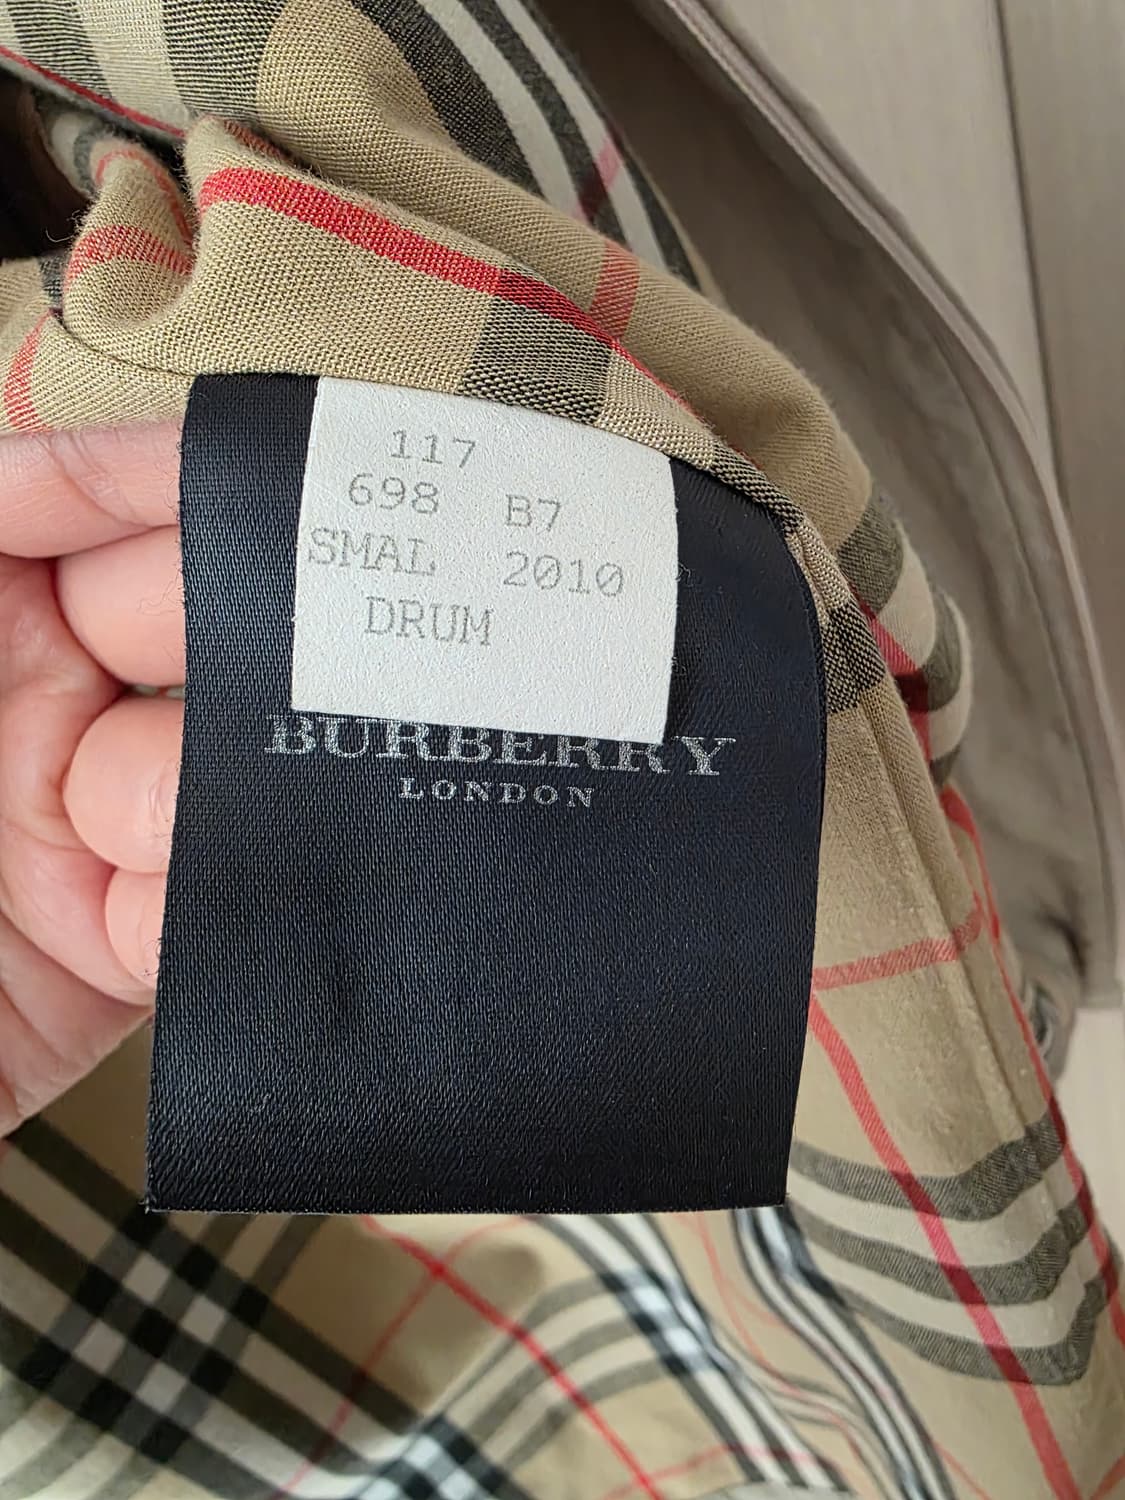 117
698 B7
SMAL 2010
DRUM
BURBERRY
LONDON